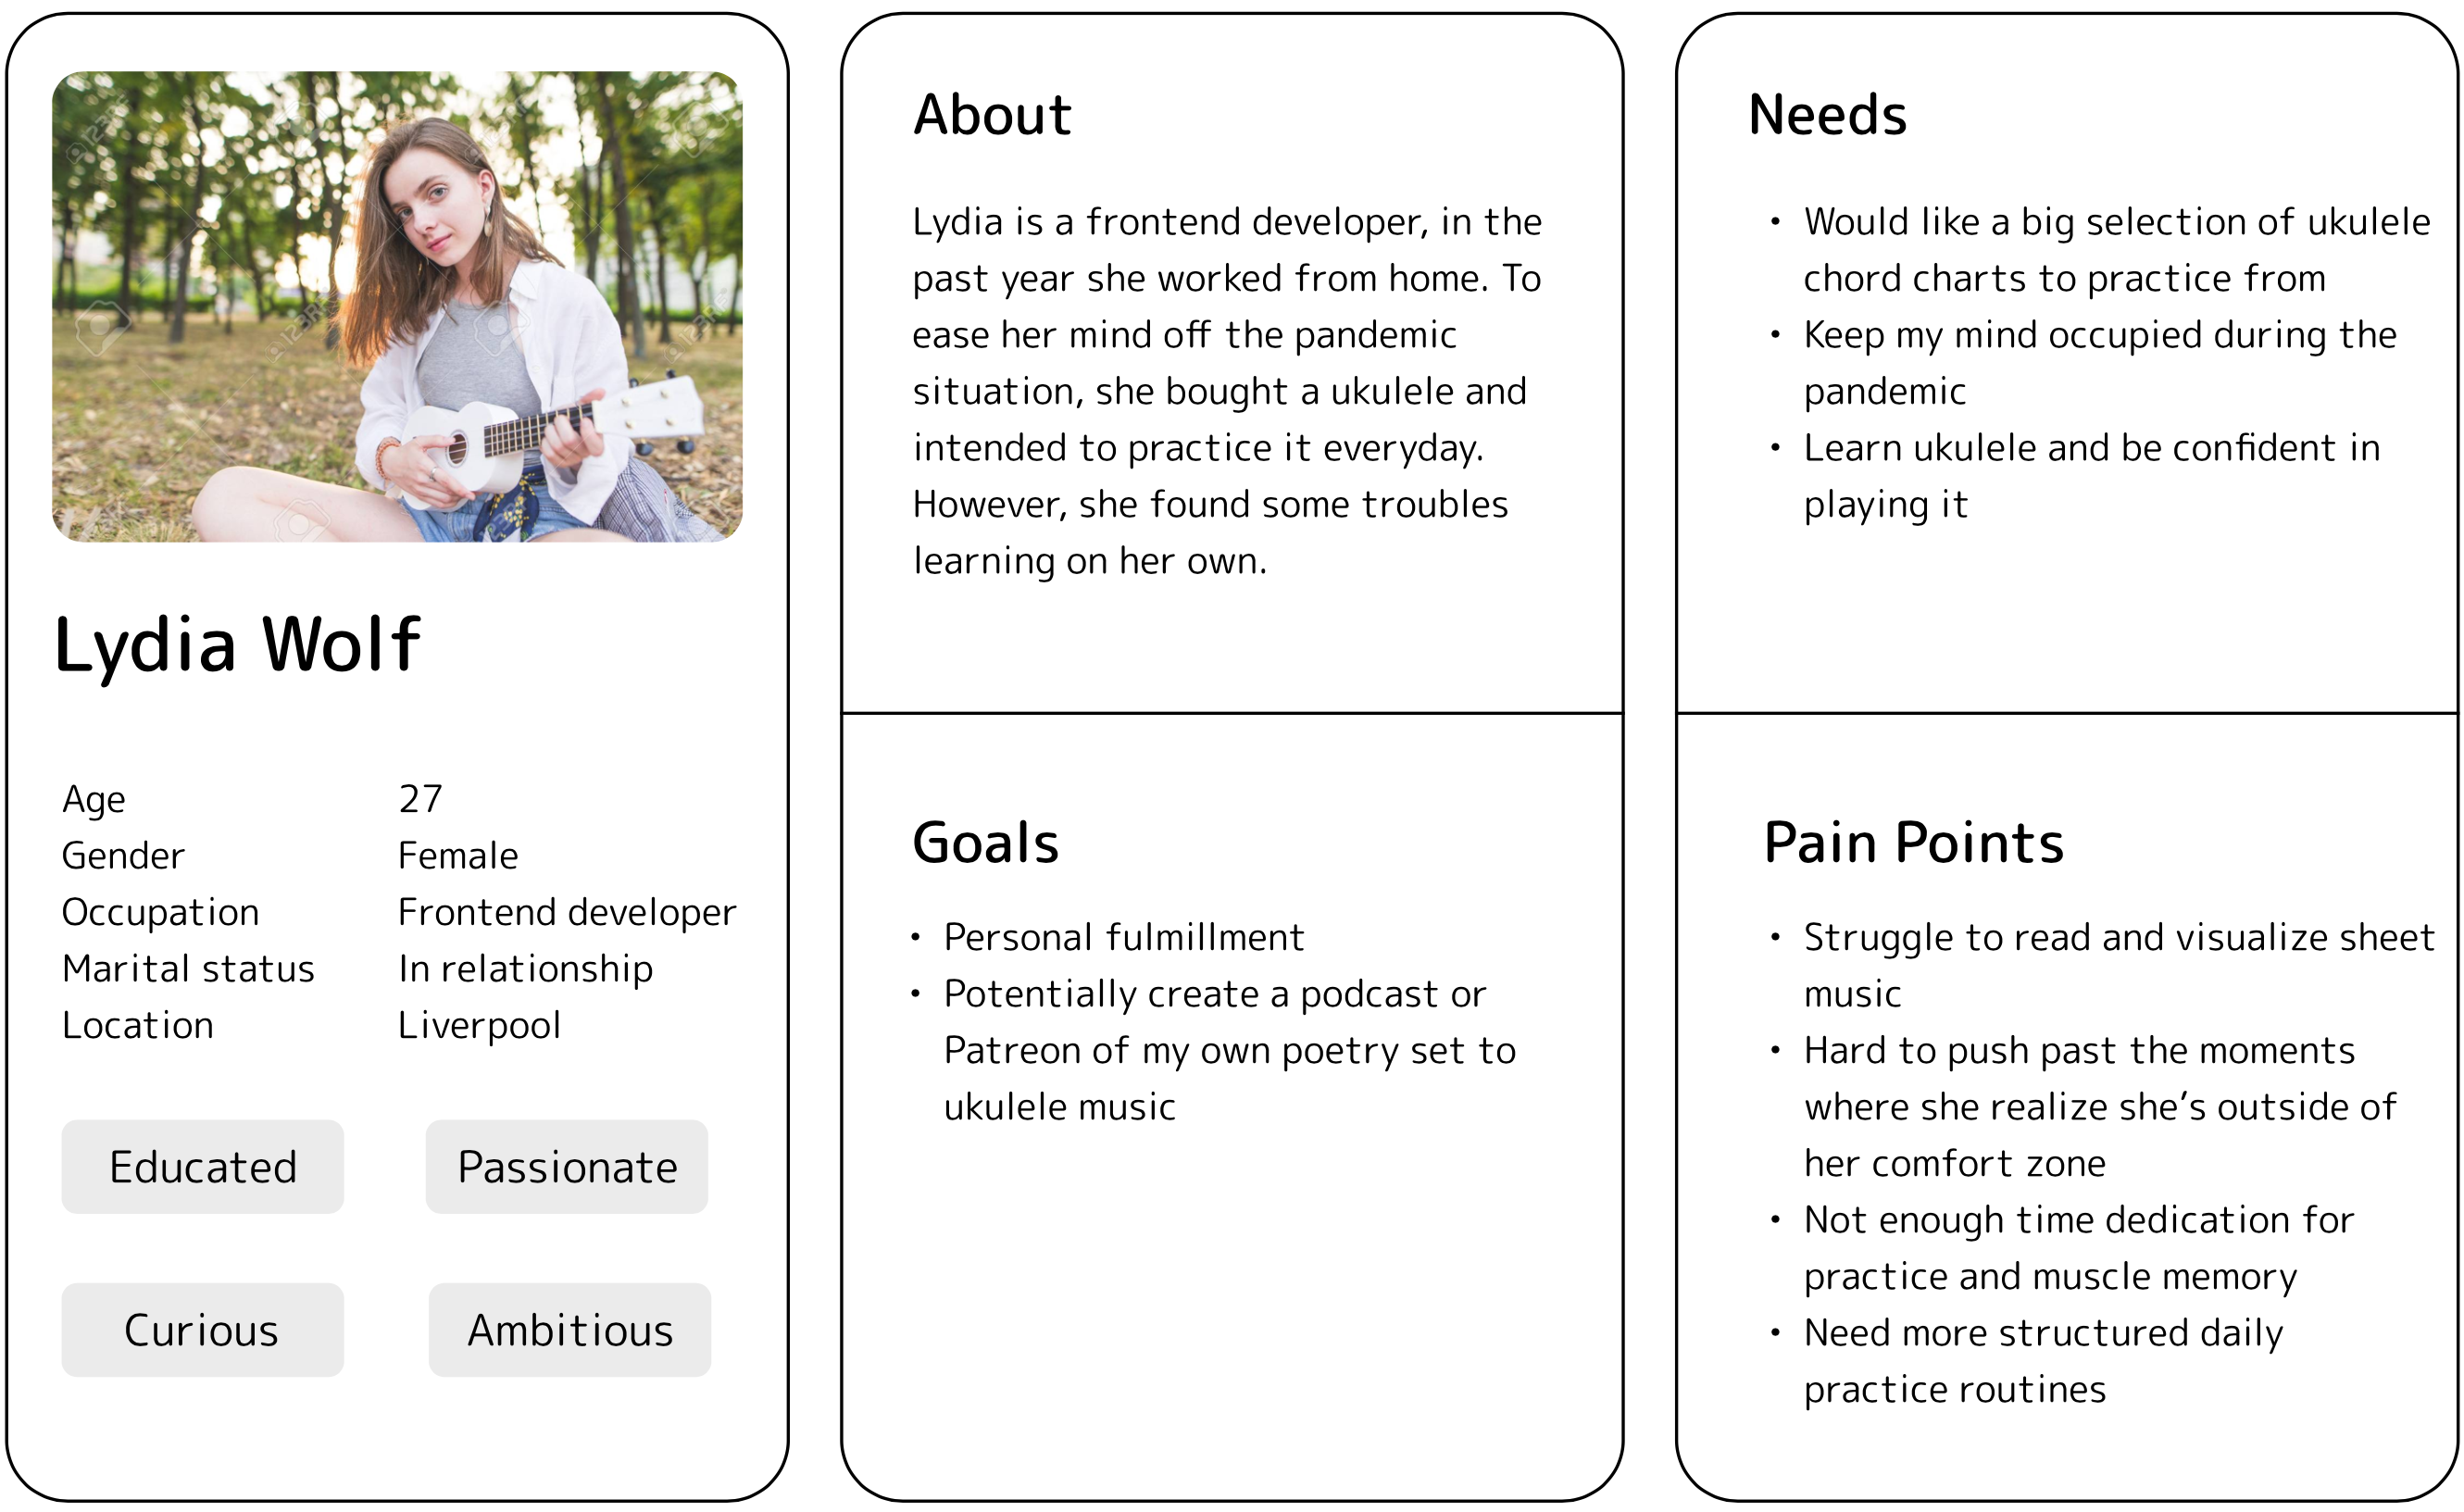 Lydia Wolf
Age 27
Gender Female
Occupation Frontend developer
Marital status In relationship
Location Liverpool
Educated Passionate
Curious Ambitious
About
Lydia is a frontend developer, in the
past year she worked from home. To
ease her mind off the pandemic
situation, she bought a ukulele and
intended to practice it everyday.
However, she found some troubles
learning on her own.
Goals
• Personal fulmillment
• Potentially create a podcast or
Patreon of my own poetry set to
ukulele music
Needs
• Would like a big selection of ukulele
chord charts to practice from
• Keep my mind occupied during the
pandemic
• Learn ukulele and be confident in
playing it
Pain Points
• Struggle to read and visualize sheet
music
• Hard to push past the moments
where she realize she’s outside of
her comfort zone
• Not enough time dedication for
practice and muscle memory
• Need more structured daily
practice routines